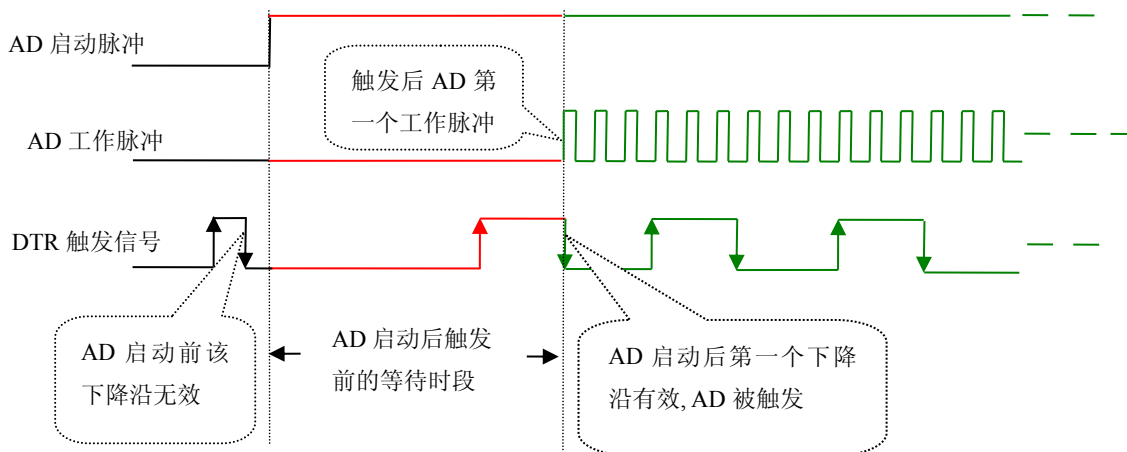 AD 启动脉冲
触发后 AD 第
一个工作脉冲
AD 工作脉冲
DTR 触发信号
AD 启动前该
下降沿无效
AD 启动后触发
前的等待时段
AD 启动后第一个下降
沿有效, AD 被触发